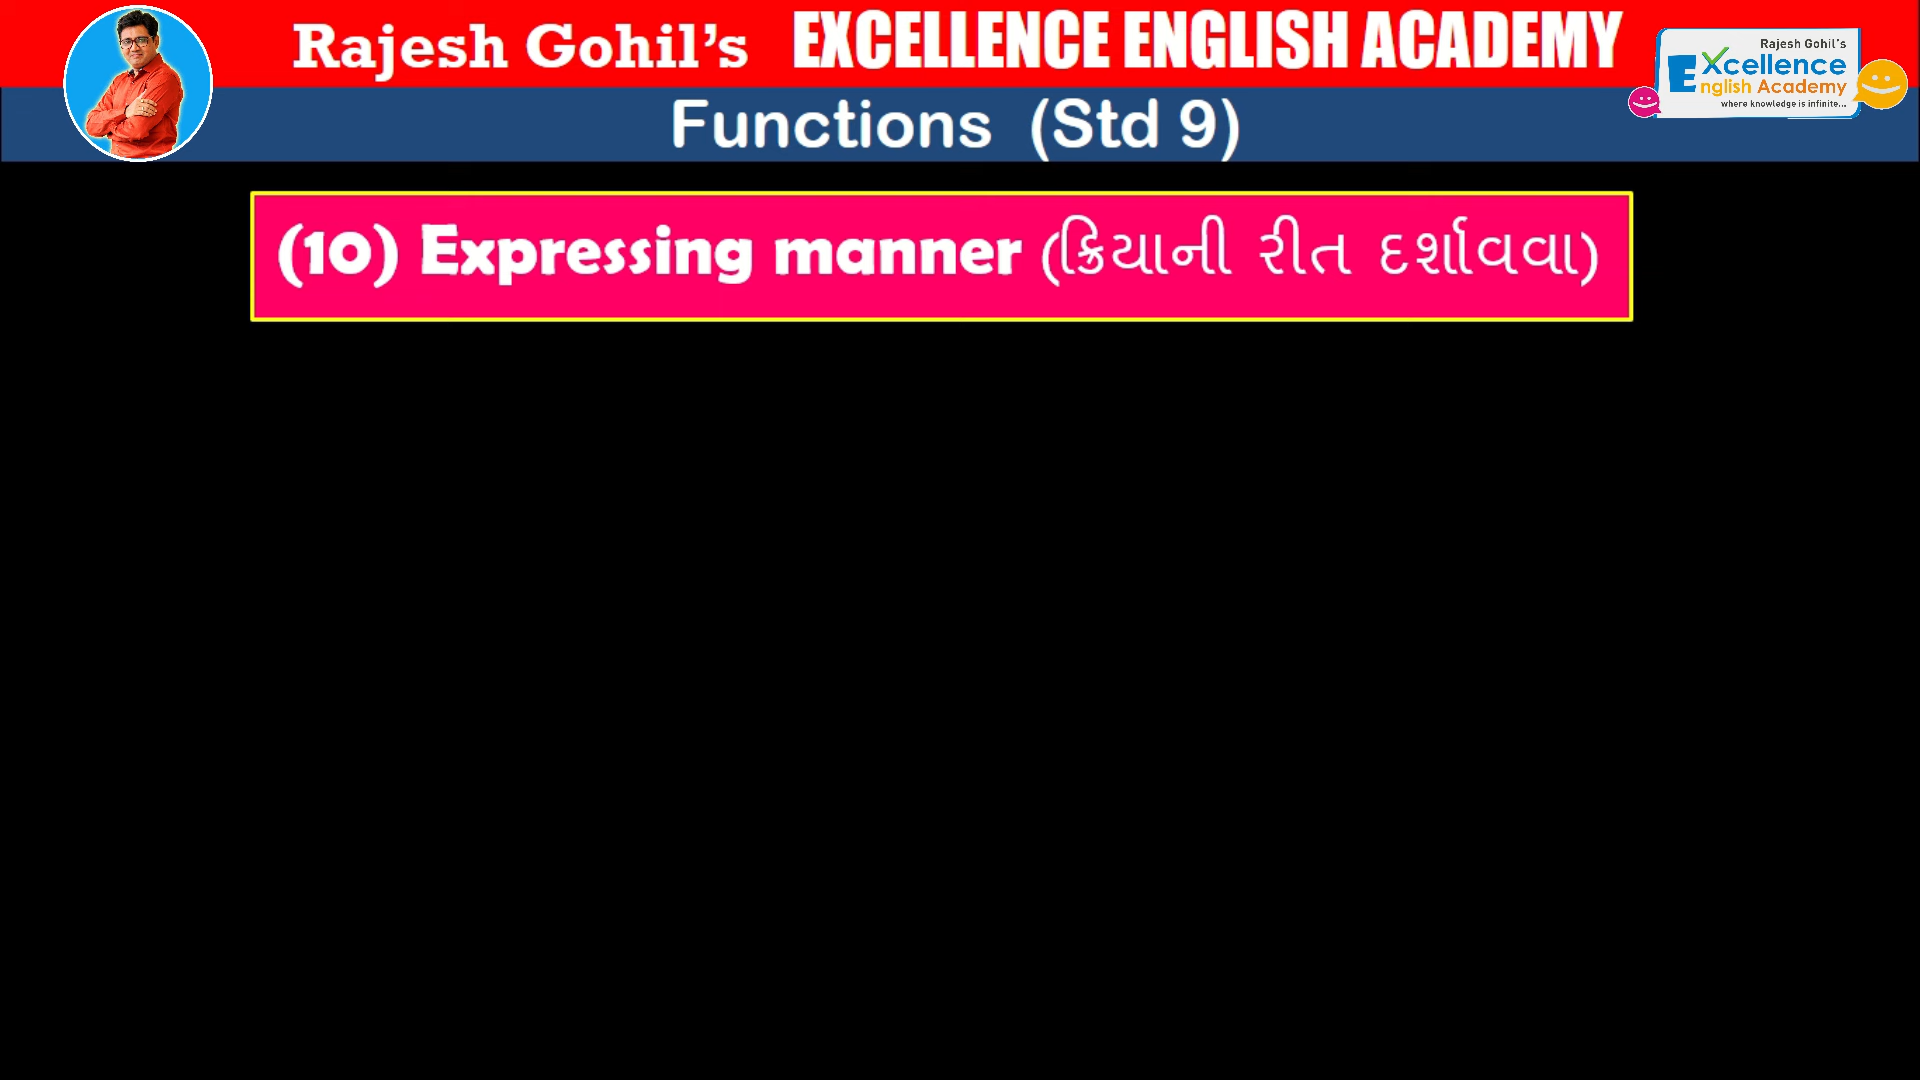 Rajesh Gohil’s EXCELLENCE ENGLISH ACADEMY
Rajesh Gohil's
Excellence
English Academy
where knowledge is infinite...
Functions (Std 9)
(10) Expressing manner (ક્રિયાની રીત દર્શાવવા)